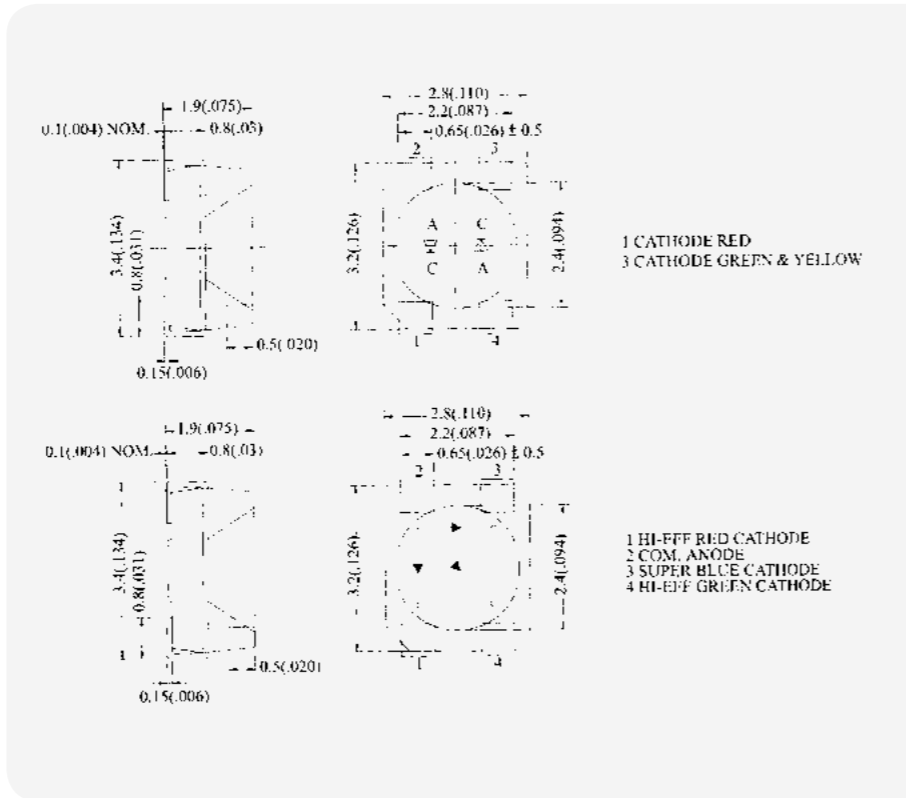 2.8(.110)
1.9(.075)
2.2(.087)
0.1(.004) NOM.
0.8(.03)
0.65(.026) ± 0.5
2
3
A
C
3.4(.134)
0.8(.031)
3.2(.126)
2.4(.094)
1 CATHODE RED
3 CATHODE GREEN & YELLOW
C
A
1
4
0.5(.020)
0.15(.006)
2.8(.110)
1.9(.075)
2.2(.087)
0.1(.004) NOM.
0.8(.03)
0.65(.026) ± 0.5
2
3
3.4(.134)
0.8(.031)
3.2(.126)
2.4(.094)
1 HI-EFF RED CATHODE
2 COM. ANODE
3 SUPER BLUE CATHODE
4 HI-EFF GREEN CATHODE
1
4
0.5(.020)
0.15(.006)